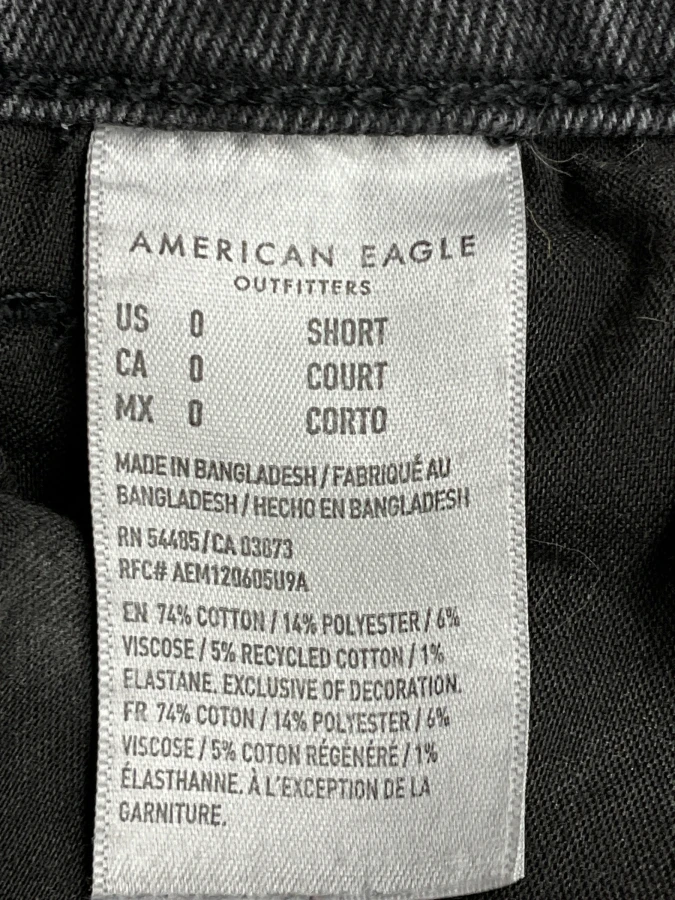 AMERICAN EAGLE
OUTFITTERS
US 0 SHORT
CA 0 COURT
MX 0 CORTO
MADE IN BANGLADESH / FABRIQUÉ AU
BANGLADESH / HECHO EN BANGLADESH
RN 54485/CA 03873
RFC# AEM120605U9A
EN 74% COTTON / 14% POLYESTER / 6%
VISCOSE / 5% RECYCLED COTTON / 1%
ELASTANE. EXCLUSIVE OF DECORATION.
FR 74% COTON / 14% POLYESTER / 6%
VISCOSE / 5% COTON RÉGÉNÉRÉ / 1%
ÉLASTHANNE. À L'EXCEPTION DE LA
GARNITURE.